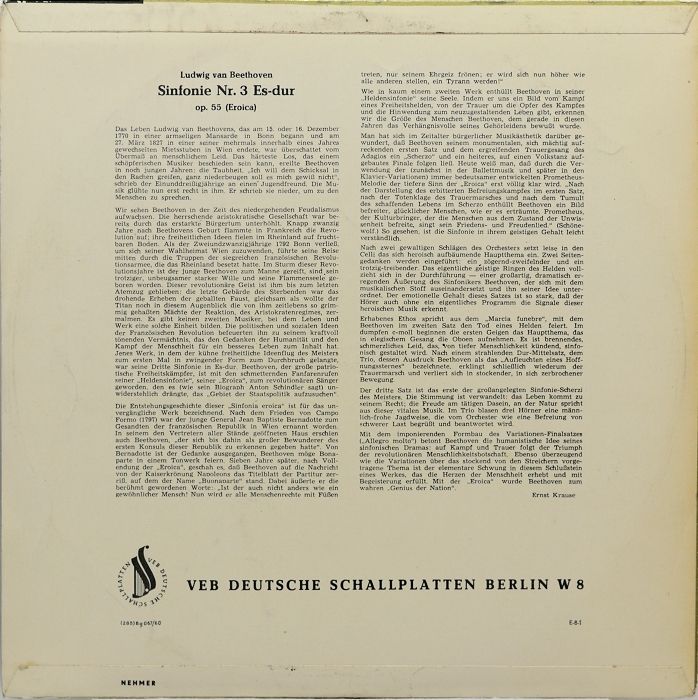 Ludwig van Beethoven
Sinfonie Nr. 3 Es-dur
op. 55 (Eroica)
Das Leben Ludwig van Beethovens, das am 15. oder 16. Dezember
1770 in einer armseligen Mansarde in Bonn begann und am
27. März 1827 in einer seiner mehrmals innerhalb eines Jahres
gewechselten Mietsstuben in Wien endete, war überschattet vom
Übermaß an menschlichem Leid. Das härteste Los, das einem
schöpferischen Musiker beschieden sein kann, ereilte Beethoven
in noch jungen Jahren: die Taubheit. „Ich will dem Schicksal in
den Rachen greifen, ganz niederbeugen soll es mich gewiß nicht",
schrieb der Einunddreißigjährige an einen Jugendfreund. Die Mu-
sik glühte nun erst recht in ihm. Er schrieb sie nieder, um zu den
Menschen zu sprechen.
Wir sehen Beethoven in der Zeit des niedergehenden Feudalismus
aufwachsen. Die herrschende aristokratische Gesellschaft war be-
reits durch das erstarkte Bürgertum unterhöhlt. Knapp zwanzig
Jahre nach Beethovens Geburt flammte in Frankreich die Revo-
lution auf; ihre freiheitlichen Ideen fielen im Rheinland auf frucht-
baren Boden. Als der Zweiundzwanzigjährige 1792 Bonn verließ,
um sich seiner Wahlheimat Wien zuzuwenden, führte seine Reise
mitten durch die Truppen der siegreichen französischen Revolu-
tionsarmee, die das Rheinland besetzt hatte. Im Sturm dieser Revo-
lutionsjahre ist der junge Beethoven zum Manne gereift, sind sein
trotziger, unbeugsamer starker Wille und seine Flammenseele ge-
boren worden. Dieser revolutionäre Geist ist ihm bis zum letzten
Atemzug geblieben: die letzte Gebärde des Sterbenden war das
drohende Erheben der geballten Faust, gleichsam als wollte der
Titan noch in diesem Augenblick die von ihm zeitlebens so grim-
mig gehaßten Mächte der Reaktion, des Aristokratenregimes, zer-
malmen. Es gibt keinen zweiten Musiker, bei dem Leben und
Werk eine solche Einheit bilden. Die politischen und sozialen Ideen
der Französischen Revolution befeuerten ihn zu seinem kraftvoll
tönenden Vermächtnis, das den Gedanken der Humanität und den
Kampf der Menschheit für ein besseres Leben zum Inhalt hat.
Jenes Werk, in dem der kühne freiheitliche Ideenflug des Meisters
zum ersten Mal in zwingender Form zum Durchbruch gelangte,
war seine Dritte Sinfonie in Es-dur. Beethoven, der große patrio-
tische Freiheitskämpfer, ist mit den schmetternden Fanfarenrufen
seiner „Heldensinfonie", seiner „Eroica", zum revolutionären Sänger
geworden, den es (wie sein Biograph Anton Schindler sagt) un-
widerstehlich drängte, das „Gebiet der Staatspolitik aufzusuchen"
Die Entstehungsgeschichte dieser „Sinfonia eroica" ist für das un-
vergängliche Werk bezeichnend. Nach dem Frieden von Campo
Formio (1797) war der junge General Jean Baptiste Bernadotte zum
Gesandten der französischen Republik in Wien ernannt worden.
In seinem den Vertretern aller Stände geöffneten Haus erschien
auch Beethoven, „der sich bis dahin als großer Bewunderer des
ersten Konsuls dieser Republik zu erkennen gegeben hatte". Von
Bernadotte ist der Gedanke ausgegangen, Beethoven möge Bona-
parte in einem Tonwerk feiern. Sieben Jahre später, nach Voll-
endung der „Eroica", geschah es, daß Beethoven auf die Nachricht
von der Kaiserkrönung Napoleons das Titelblatt der Partitur zer-
riß, auf dem der Name „Buonaparte" stand. Dabei äußerte er die
berühmt gewordenen Worte: „Ist der auch nicht anders wie ein
gewöhnlicher Mensch! Nun wird er alle Menschenrechte mit Füßen
treten, nur seinem Ehrgeiz frönen; er wird sich nun höher wie
alle anderen stellen, ein Tyrann werden!"
Wie in kaum einem zweiten Werk enthüllt Beethoven in seiner
„Heldensinfonie" seine Seele. Indem er uns ein Bild vom Kampf
eines Freiheitshelden, von der Trauer um die Opfer des Kampfes
und die Hinwendung zum neuzugestaltenden Leben gibt, erkennen
wir die Größe des Menschen Beethoven, dem gerade in diesen
Jahren das Verhängnisvolle seines Gehörleidens bewußt wurde.
Man hat sich im Zeitalter bürgerlicher Musikästhetik darüber ge-
wundert, daß Beethoven seinem monumentalen, sich mächtig auf-
reckenden ersten Satz und dem ergreifenden Trauergesang des
Adagios ein „Scherzo" und ein heiteres, auf einen Volkstanz auf-
gebautes Finale folgen ließ. Heute weiß man, daß durch die Ver-
wendung der (zunächst in der Ballettmusik und später in den
Klavier-Variationen) immer bedeutsamer entwickelten Prometheus-
Melodie der tiefere Sinn der „Eroica" erst völlig klar wird. „Nach
der Darstellung des erbitterten Befreiungskampfes im ersten Satz,
nach der Totenklage des Trauermarsches und nach dem Tumult
des schaffenden Lebens im Scherzo enthüllt Beethoven ein Bild
befreiter, glücklicher Menschen, wie er es erträumte. Prometheus,
der Kulturbringer, der die Menschen aus dem Zustand der Unwis-
senheit befreite, singt sein Friedens- und Freudenlied." (Schöne-
wolf.) So gesehen, ist die Sinfonie in ihrem geistigen Gehalt leicht
verständlich.
Nach zwei gewaltigen Schlägen des Orchesters setzt leise in den
Celli das sich heroisch aufbäumende Hauptthema ein. Zwei Seiten-
gedanken werden eingeführt: ein zögernd-zweifelnder und ein
trotzig-treibender. Das eigentliche geistige Ringen des Helden voll-
zieht sich in der Durchführung — einer großartig, dramatisch er-
regenden Äußerung des Sinfonikers Beethoven, der sich mit dem
musikalischen Stoff auseinandersetzt und ihn seiner Idee unter-
ordnet. Der emotionelle Gehalt dieses Satzes ist so stark, daß der
Hörer auch ohne ein eigentliches Programm die Signale dieser
heroischen Musik erkennt.
Erhabenes Ethos spricht aus dem „Marcia funebre", mit dem
Beethoven im zweiten Satz den Tod eines Helden feiert. Im
dumpfen c-moll beginnen die ersten Geigen das Hauptthema, das
in elegischem Gesang die Oboen aufnehmen. Es ist brennendes,
schmerzliches Leid, das, von tiefer Menschlichkeit kündend, sinfo-
nisch gestaltet wird. Nach einem strahlenden Dur-Mittelsatz, dem
Trio, dessen Ausdruck Beethoven als das „Aufleuchten eines Hoff-
nungssternes" bezeichnete, erklingt schließlich wiederum der
Trauermarsch und verliert sich in stockender, in sich zerbrochener
Bewegung
Der dritte Satz ist das erste der großangelegten Sinfonie-Scherzi
des Meisters. Die Stimmung ist verwandelt: das Leben kommt zu
seinem Recht; die Freude am tätigen Dasein, an der Natur spricht
aus dieser vitalen Musik. Im Trio blasen drei Hörner eine männ-
lich-frohe Jagdweise, die vom Orchester wie eine Befreiung von
schwerer Last begrüßt und beantwortet wird.
Mit dem imponierenden Formbau des Variationen-Finalsatzes
(„Allegro molto") betont Beethoven die humanistische Idee seines
sinfonischen Dramas: auf Kampf und Trauer folgt der Triumph
der revolutionären Menschlichkeitsbotschaft. Ebenso überzeugend
wie die Variationen über das stockend von den Streichern vorge-
tragene Thema ist der elementare Schwung in diesem Schlußstein
eines Werkes, das die Herzen der Menschheit erhebt und mit
Begeisterung erfüllt. Mit der „Eroica" wurde Beethoven zum
wahren „Genius der Nation".
Ernst Krause
VEB DEUTSCHE SCHALLPLATTEN
VEB DEUTSCHE SCHALLPLATTEN BERLIN W 8
(265) Bg 067/60
E-8-1
NEHMER